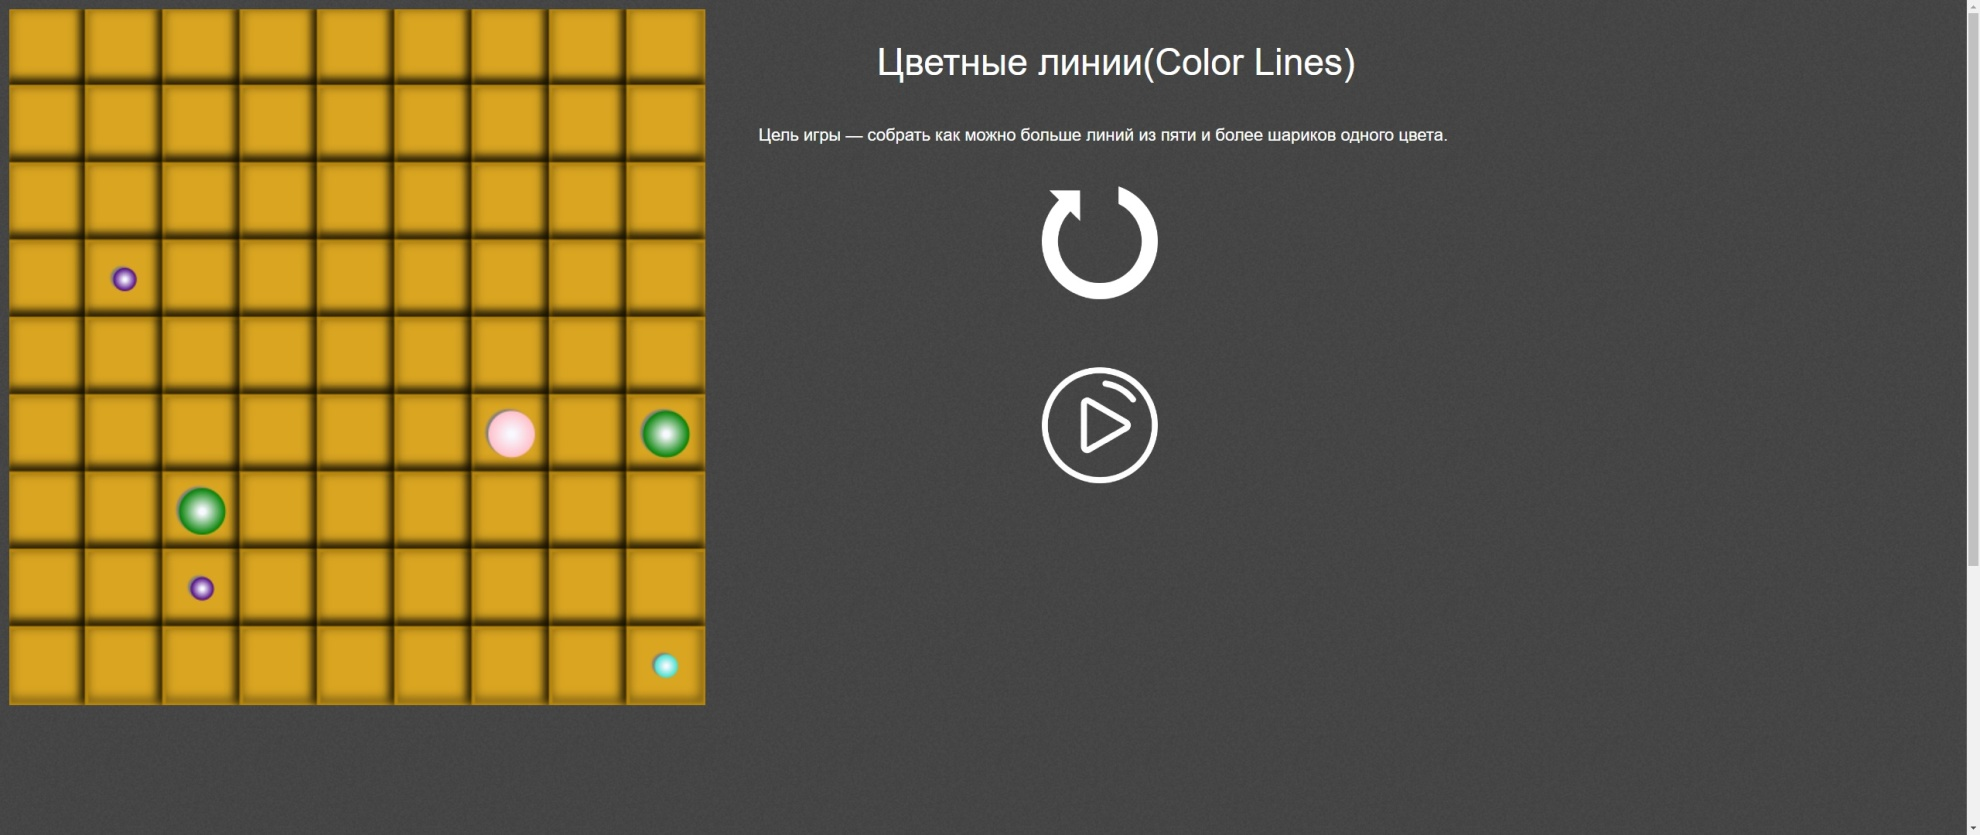 Цветные линии(Color Lines)
Цель игры — собрать как можно больше линий из пяти и более шариков одного цвета.